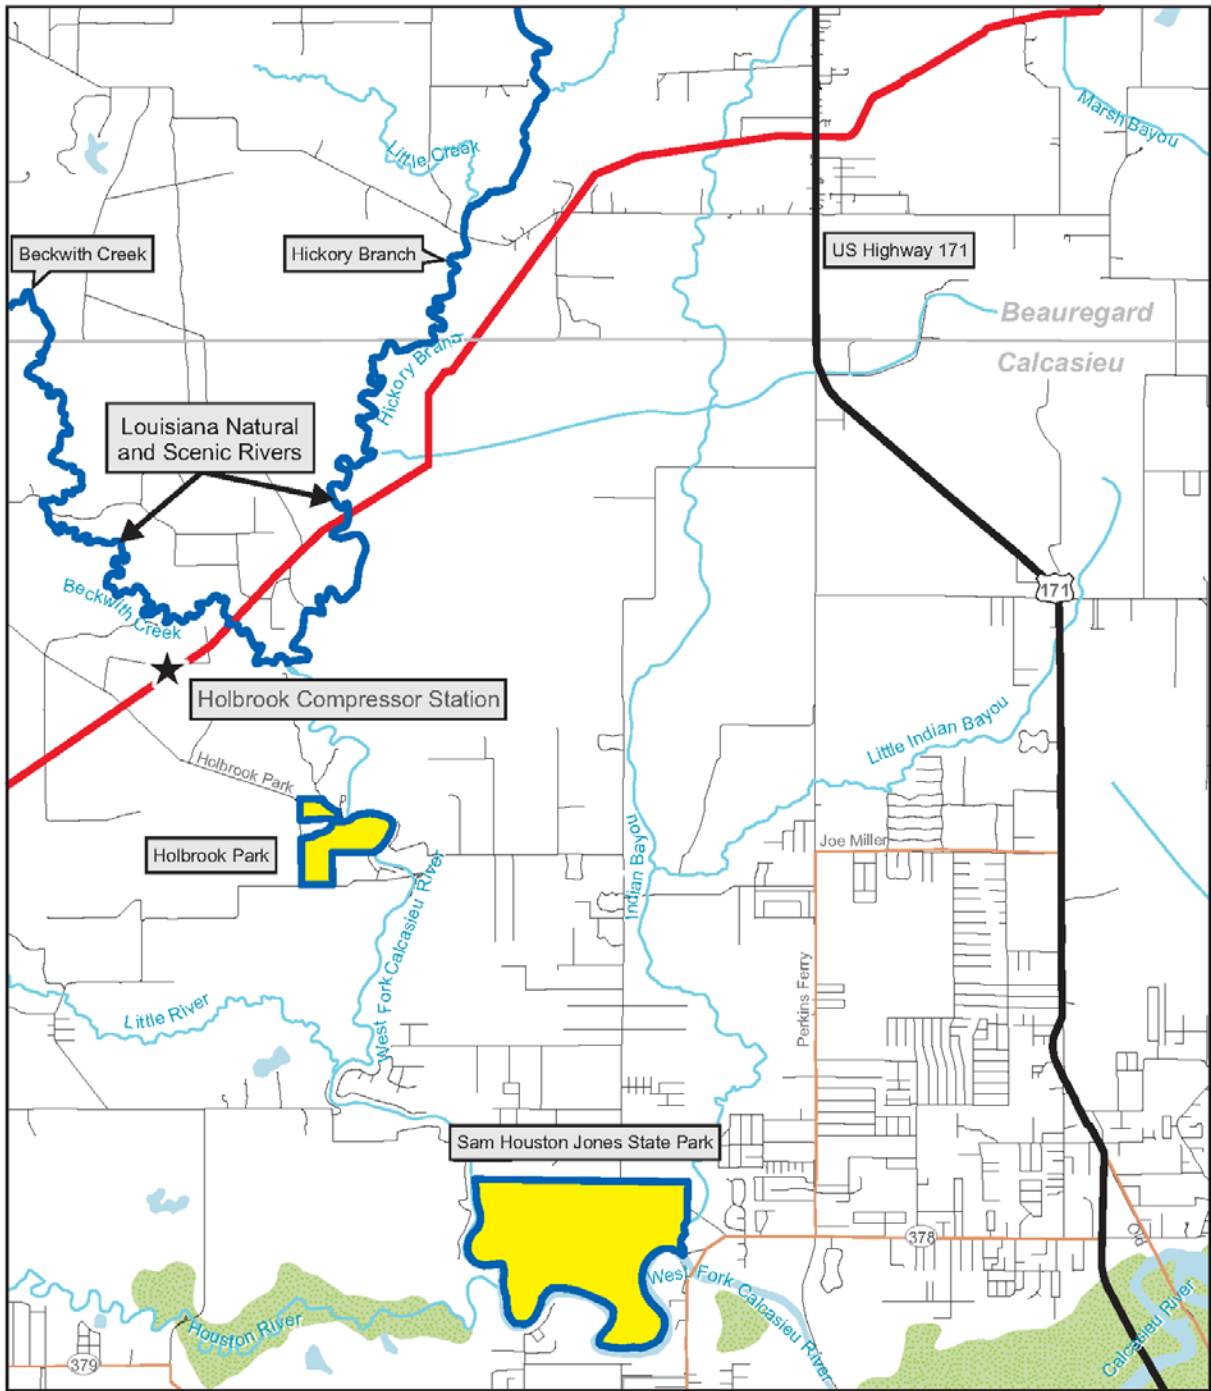 Marsh Bayou
Little Creek
Beckwith Creek
Hickory Branch
US Highway 171
Beauregard
Calcasieu
Hickory Branch
Louisiana Natural
and Scenic Rivers
171
Beckwith Creek
Holbrook Compressor Station
Little Indian Bayou
Holbrook Park
Joe Miller
Holbrook Park
Indian Bayou
West Fork Calcasieu River
Perkins Ferry
Little River
Sam Houston Jones State Park
378
Old
West Fork Calcasieu River
Houston River
Calcasieu River
379